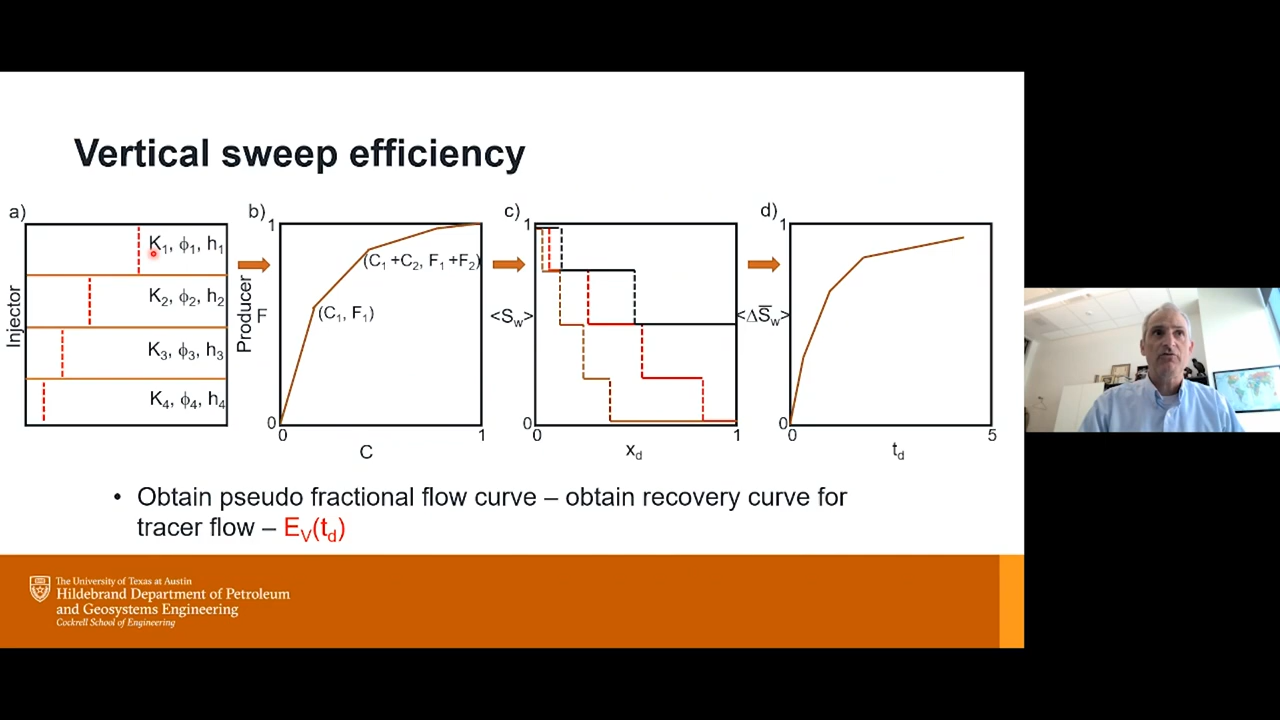 Vertical sweep efficiency
a)
Injector
K1, ϕ1, h1
K2, ϕ2, h2
K3, ϕ3, h3
K4, ϕ4, h4
Producer
b)
1
F
(C1 +C2, F1 +F2)
(C1, F1)
0
0
1
C
c)
1
<Sw>
0
0
1
xd
d)
1
<ΔS̅w>
0
0
5
td
• Obtain pseudo fractional flow curve – obtain recovery curve for
tracer flow – EV(td)
The University of Texas at Austin
Hildebrand Department of Petroleum
and Geosystems Engineering
Cockrell School of Engineering